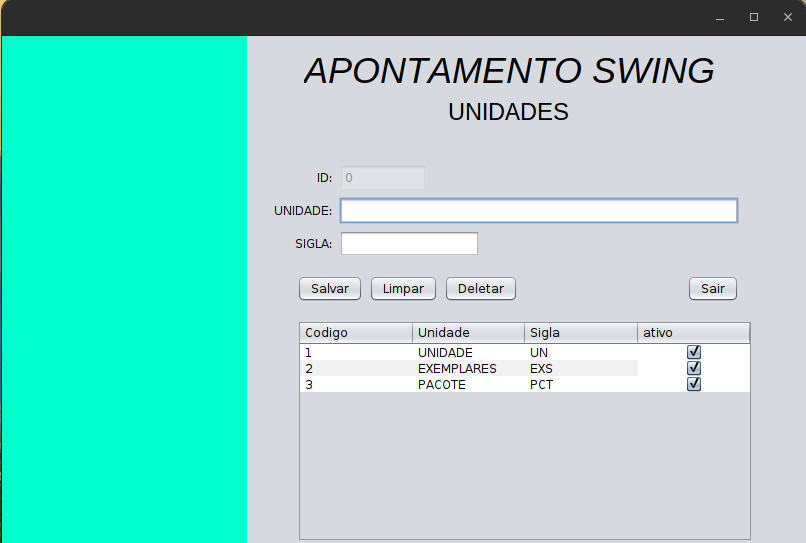 APONTAMENTO SWING
UNIDADES
ID: 0
UNIDADE:
SIGLA:
Salvar Limpar Deletar Sair
Codigo Unidade Sigla ativo
1 UNIDADE UN
2 EXEMPLARES EXS
3 PACOTE PCT